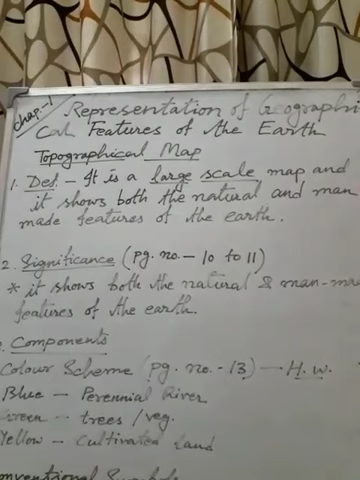 chap:-1
Representation of Geographi
cal Features of the Earth
Topographical Map
1. Def. - It is a large scale map and
it shows both the natural and man
made features of the earth.
2. Significance (pg. no. - 10 to 11)
* it shows both the natural & man-ma
features of the earth.
Components
Colour Scheme (pg. no. - 13) - H.W.
Blue - Perennial River
Green - trees / veg.
Yellow - Cultivated land